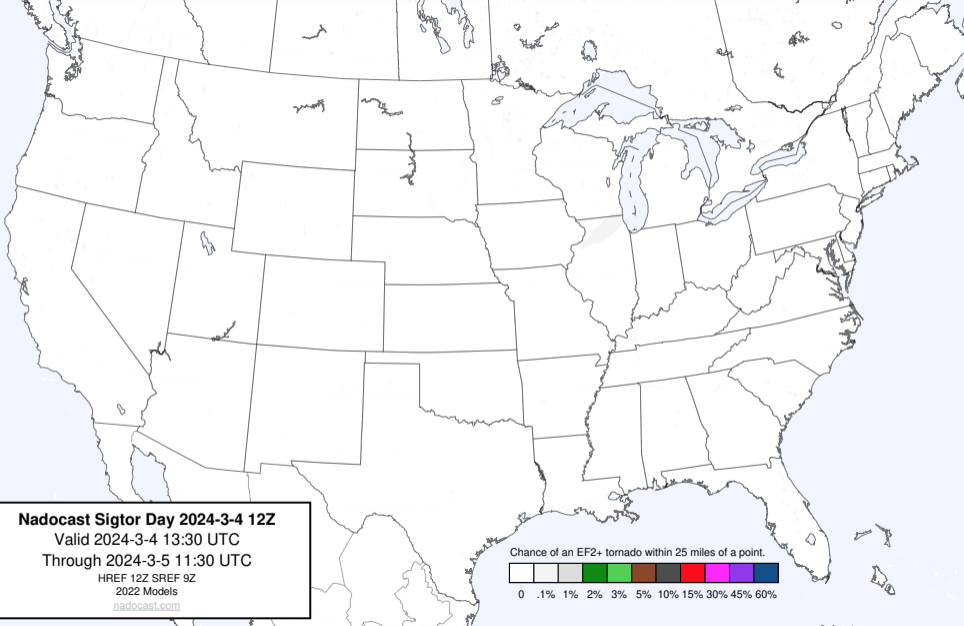 Nadocast Sigtor Day 2024-3-4 12Z
Valid 2024-3-4 13:30 UTC
Through 2024-3-5 11:30 UTC
HREF 12Z SREF 9Z
2022 Models
nadocast.com
Chance of an EF2+ tornado within 25 miles of a point.
0 .1% 1% 2% 3% 5% 10% 15% 30% 45% 60%